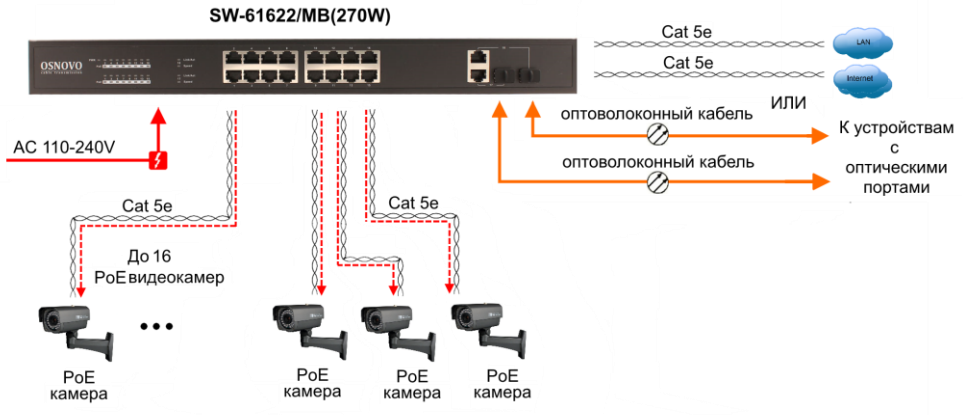 SW-61622/MB(270W)
OSNOVO
Cat 5e
LAN
Cat 5e
Internet
ИЛИ
оптоволоконный кабель
К устройствам
с
оптическими
портами
оптоволоконный кабель
AC 110-240V
Cat 5e
Cat 5e
До 16
PoE видеокамер
PoE
камера
PoE
камера
PoE
камера
PoE
камера